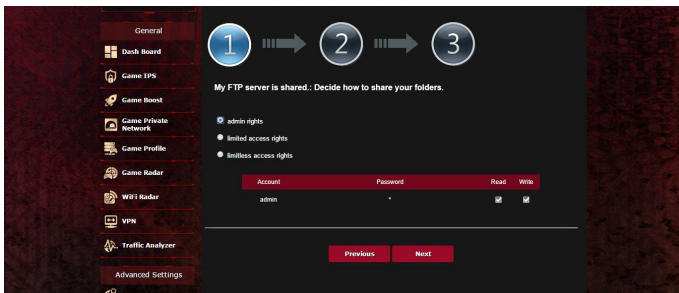 General
Dash Board
Game IPS
Game Boost
Game Private
Network
Game Profile
Game Radar
WiFi Radar
VPN
Traffic Analyzer
Advanced Settings
1
2
3
My FTP server is shared.: Decide how to share your folders.
admin rights
limited access rights
limitless access rights
Account Password Read Write
admin *
Previous Next